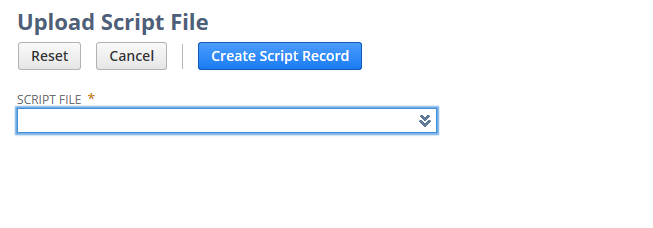 Upload Script File
Reset Cancel Create Script Record
SCRIPT FILE *